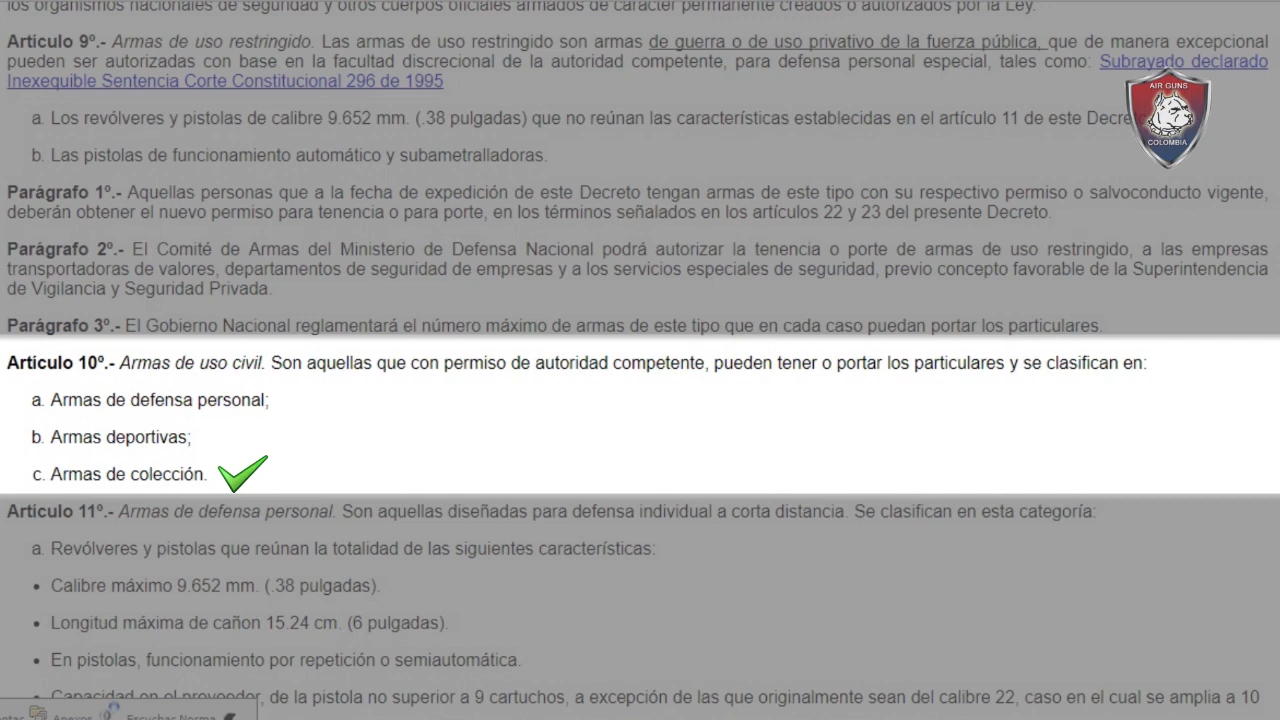 los organismos nacionales de seguridad y otros cuerpos oficiales armados de carácter permanente creados o autorizados por la Ley.
Artículo 9º.- Armas de uso restringido. Las armas de uso restringido son armas de guerra o de uso privativo de la fuerza pública, que de manera excepcional
pueden ser autorizadas con base en la facultad discrecional de la autoridad competente, para defensa personal especial, tales como: Subrayado declarado
Inexequible Sentencia Corte Constitucional 296 de 1995
AIR GUNS
COLOMBIA
a. Los revólveres y pistolas de calibre 9.652 mm. (.38 pulgadas) que no reúnan las características establecidas en el artículo 11 de este
b. Las pistolas de funcionamiento automático y subametralladoras.
Parágrafo 1º.- Aquellas personas que a la fecha de expedición de este Decreto tengan armas de este tipo con su respectivo permiso o salvoconducto vigente,
deberán obtener el nuevo permiso para tenencia o para porte, en los términos señalados en los artículos 22 y 23 del presente Decreto.
Parágrafo 2º.- El Comité de Armas del Ministerio de Defensa Nacional podrá autorizar la tenencia o porte de armas de uso restringido, a las empresas
transportadoras de valores, departamentos de seguridad de empresas y a los servicios especiales de seguridad, previo concepto favorable de la Superintendencia
de Vigilancia y Seguridad Privada.
Parágrafo 3º.- El Gobierno Nacional reglamentará el número máximo de armas de este tipo que en cada caso puedan portar los particulares.
Artículo 10º.- Armas de uso civil. Son aquellas que con permiso de autoridad competente, pueden tener o portar los particulares y se clasifican en:
a. Armas de defensa personal;
b. Armas deportivas;
c. Armas de colección.
Artículo 11º.- Armas de defensa personal. Son aquellas diseñadas para defensa individual a corta distancia. Se clasifican en esta categoría:
a. Revólveres y pistolas que reúnan la totalidad de las siguientes características:
• Calibre máximo 9.652 mm. (.38 pulgadas).
• Longitud máxima de cañon 15.24 cm. (6 pulgadas).
• En pistolas, funcionamiento por repetición o semiautomática.
• Capacidad en el proveedor, de la pistola no superior a 9 cartuchos, a excepción de las que originalmente sean del calibre 22, caso en el cual se amplia a 10
Anexos Escuchar Norma